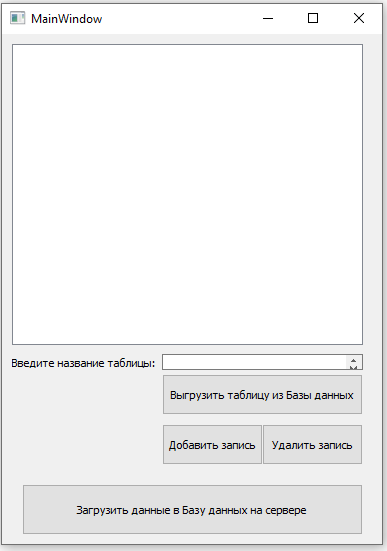 MainWindow
Введите название таблицы:
Выгрузить таблицу из Базы данных
Добавить запись
Удалить запись
Загрузить данные в Базу данных на сервере